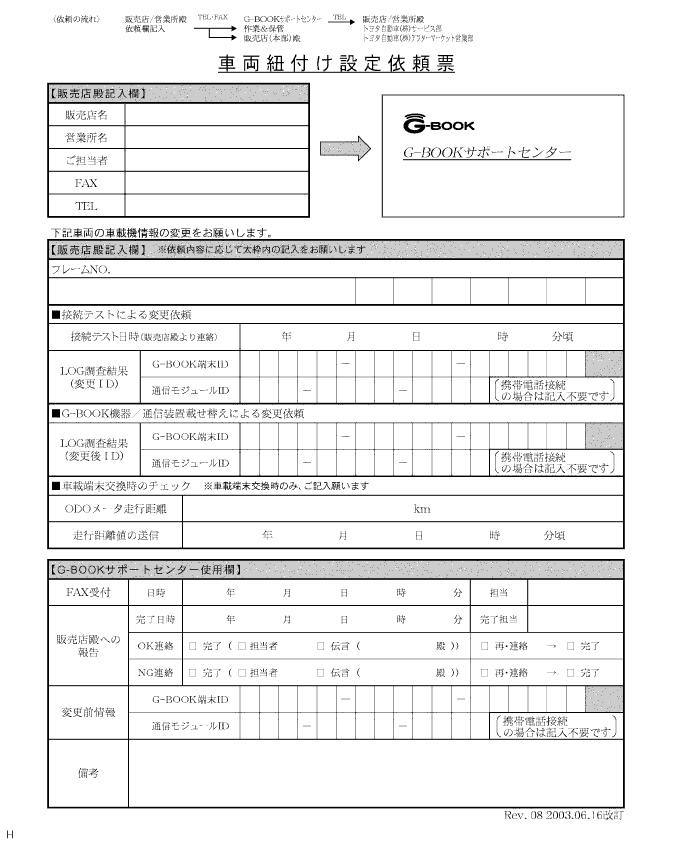 〈依頼の流れ〉 販売店/営業所殿 TEL・FAX G-BOOKサポートセンター TEL 販売店/営業所殿
依頼欄記入 作業&保管 トヨタ自動車(株)サービス部
販売店(本部)殿 トヨタ自動車(株)アフターマーケット営業部
車両紐付け設定依頼票
【販売店殿記入欄】
販売店名
営業所名
ご担当者
FAX
TEL
G-BOOK
G-BOOKサポートセンター
下記車両の車載機情報の変更をお願いします。
【販売店殿記入欄】 ※依頼内容に応じて太枠内の記入をお願いします
フレームNO.
■接続テストによる変更依頼
接続テスト日時(販売店殿より連絡) 年 月 日 時 分頃
LOG調査結果
(変更ID)
G-BOOK端末ID - -
通信モジュールID - - (携帯電話接続
の場合は記入不要です)
■G-BOOK機器/通信装置載せ替えによる変更依頼
LOG調査結果
(変更後ID)
G-BOOK端末ID - -
通信モジュールID - - (携帯電話接続
の場合は記入不要です)
■車載端末交換時のチェック ※車載端末交換時のみ、ご記入願います
ODOメータ走行距離 km
走行距離値の送信 年 月 日 時 分頃
【G-BOOKサポートセンター使用欄】
FAX受付 日時 年 月 日 時 分 担当
販売店殿への
報告
完了日時 年 月 日 時 分 完了担当
OK連絡 □ 完了 ( □ 担当者 □ 伝言 ( 殿 )) □ 再・連絡 → □ 完了
NG連絡 □ 完了 ( □ 担当者 □ 伝言 ( 殿 )) □ 再・連絡 → □ 完了
変更前情報
G-BOOK端末ID - -
通信モジュールID - - (携帯電話接続
の場合は記入不要です)
備考
Rev. 08 2003.06.16改訂
H